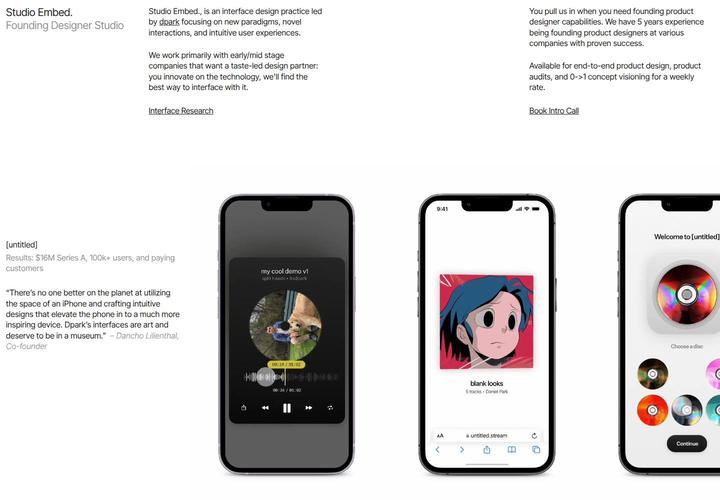 Studio Embed.
Founding Designer Studio
Studio Embed., is an interface design practice led
by dpark focusing on new paradigms, novel
interactions, and intuitive user experiences.
We work primarily with early/mid stage
companies that want a taste-led design partner:
you innovate on the technology, we'll find the
best way to interface with it.
Interface Research
You pull us in when you need founding product
designer capabilities. We have 5 years experience
being founding product designers at various
companies with proven success.
Available for end-to-end product design, product
audits, and 0->1 concept visioning for a weekly
rate.
Book Intro Call
[untitled]
Results: $16M Series A, 100k+ users, and paying
customers
“There's no one better on the planet at utilizing
the space of an iPhone and crafting intuitive
designs that elevate the phone in to a much more
inspiring device. Dpark's interfaces are art and
deserve to be in a museum.” – Dancho Lilienthal,
Co-founder
my cool demo v1
00:24 / 01:02
9:41
blank looks
5 tracks • Daniel Park
AA
untitled.stream
Welcome to [untitled]
Choose a disc
Continue